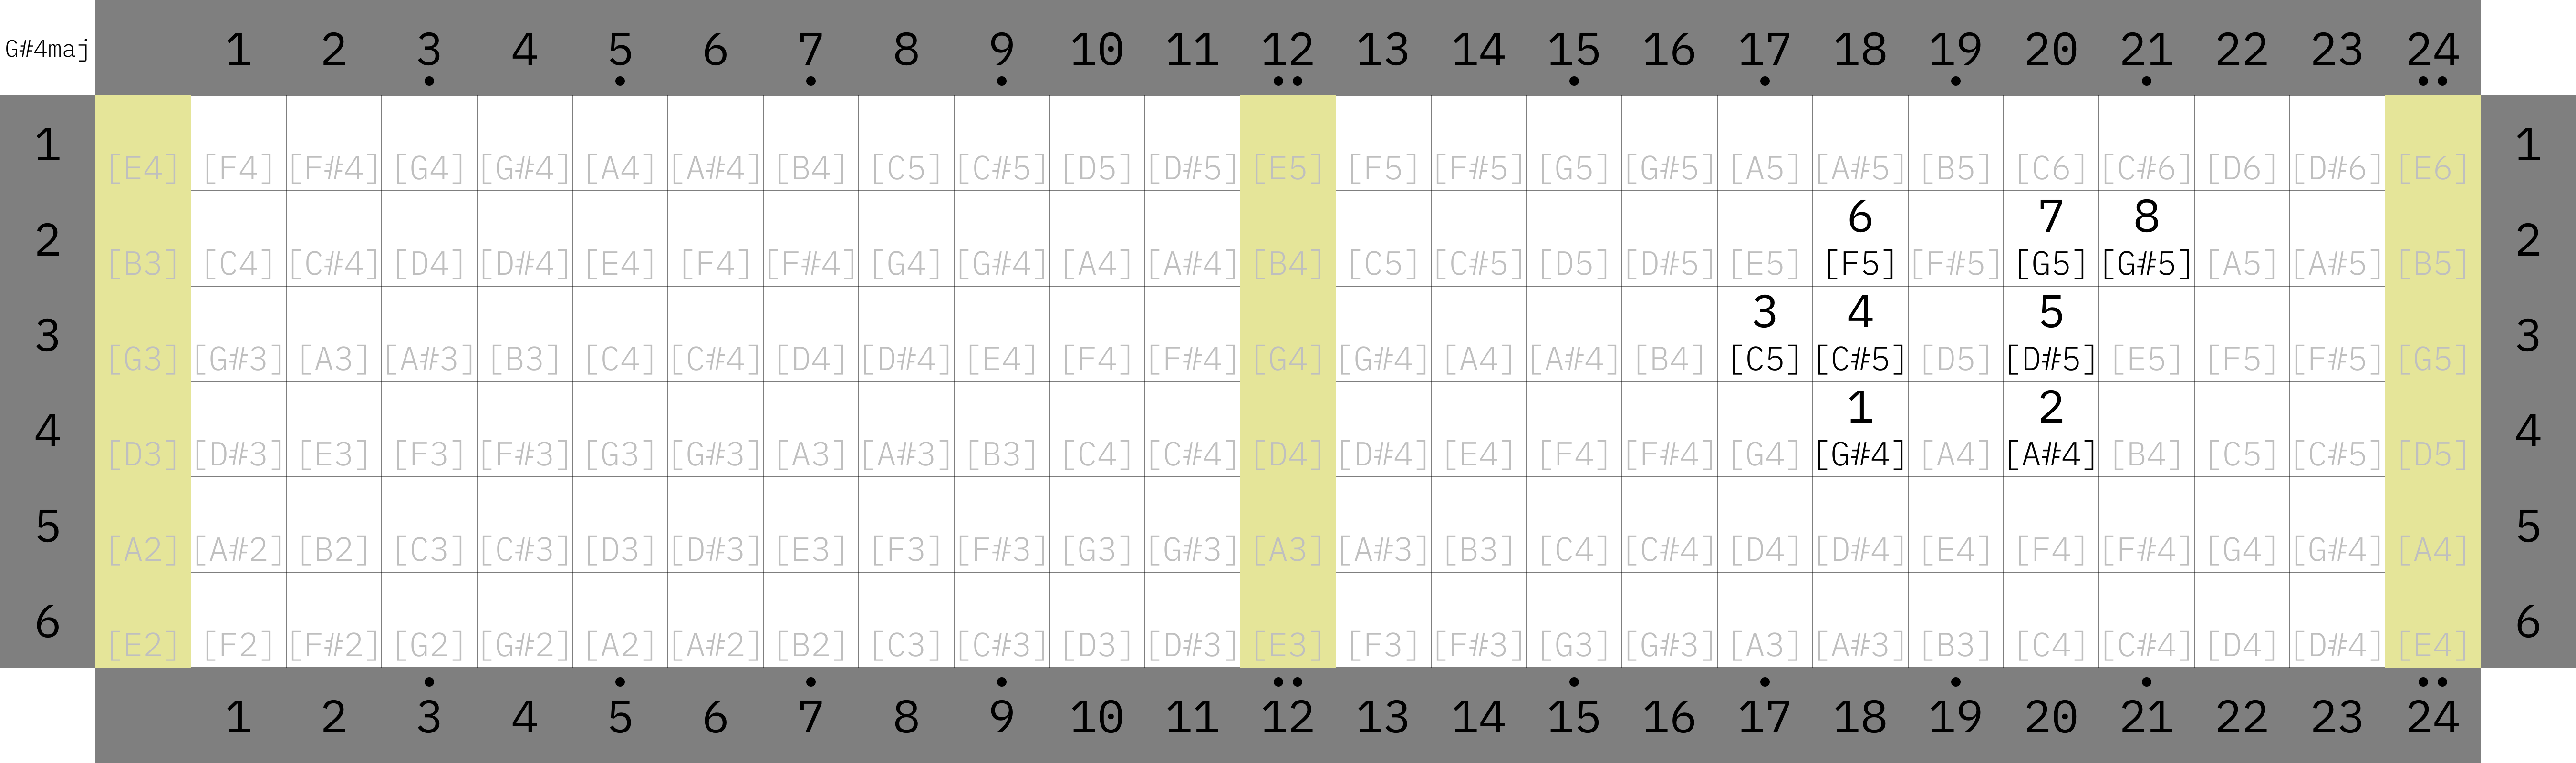 G#4maj 1 2 3 4 5 6 7 8 9 10 11 12 13 14 15 16 17 18 19 20 21 22 23 24
1 [E4] [F4] [F#4] [G4] [G#4] [A4] [A#4] [B4] [C5] [C#5] [D5] [D#5] [E5] [F5] [F#5] [G5] [G#5] [A5] [A#5] [B5] [C6] [C#6] [D6] [D#6] [E6] 1
6 7 8
2 [B3] [C4] [C#4] [D4] [D#4] [E4] [F4] [F#4] [G4] [G#4] [A4] [A#4] [B4] [C5] [C#5] [D5] [D#5] [E5] [F5] [F#5] [G5] [G#5] [A5] [A#5] [B5] 2
3 4 5
3 [G3] [G#3] [A3] [A#3] [B3] [C4] [C#4] [D4] [D#4] [E4] [F4] [F#4] [G4] [G#4] [A4] [A#4] [B4] [C5] [C#5] [D5] [D#5] [E5] [F5] [F#5] [G5] 3
1 2
4 [D3] [D#3] [E3] [F3] [F#3] [G3] [G#3] [A3] [A#3] [B3] [C4] [C#4] [D4] [D#4] [E4] [F4] [F#4] [G4] [G#4] [A4] [A#4] [B4] [C5] [C#5] [D5] 4
5 [A2] [A#2] [B2] [C3] [C#3] [D3] [D#3] [E3] [F3] [F#3] [G3] [G#3] [A3] [A#3] [B3] [C4] [C#4] [D4] [D#4] [E4] [F4] [F#4] [G4] [G#4] [A4] 5
6 [E2] [F2] [F#2] [G2] [G#2] [A2] [A#2] [B2] [C3] [C#3] [D3] [D#3] [E3] [F3] [F#3] [G3] [G#3] [A3] [A#3] [B3] [C4] [C#4] [D4] [D#4] [E4] 6
1 2 3 4 5 6 7 8 9 10 11 12 13 14 15 16 17 18 19 20 21 22 23 24